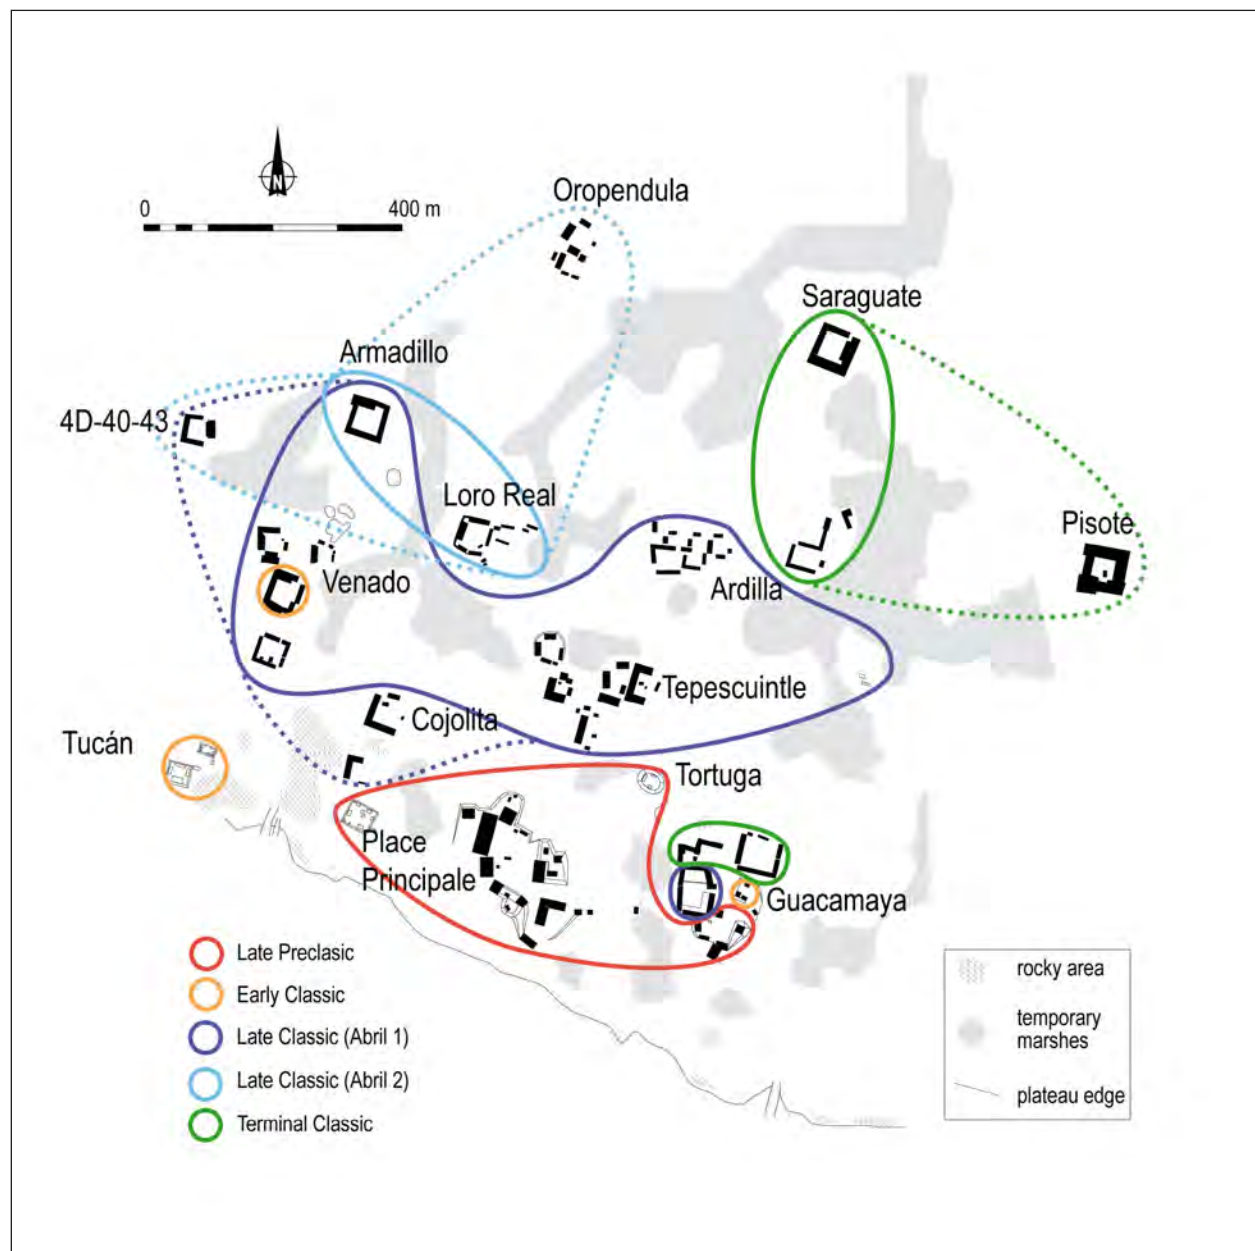 Oropendula
N
0 400 m
Saraguate
Armadillo
4D-40-43
Loro Real
Pisote
Venado
Ardilla
Tepescuintle
Cojolita
Tucán
Tortuga
Place
Principale
Guacamaya
Late Preclasic
Early Classic
Late Classic (Abril 1)
Late Classic (Abril 2)
Terminal Classic
rocky area
temporary
marshes
plateau edge